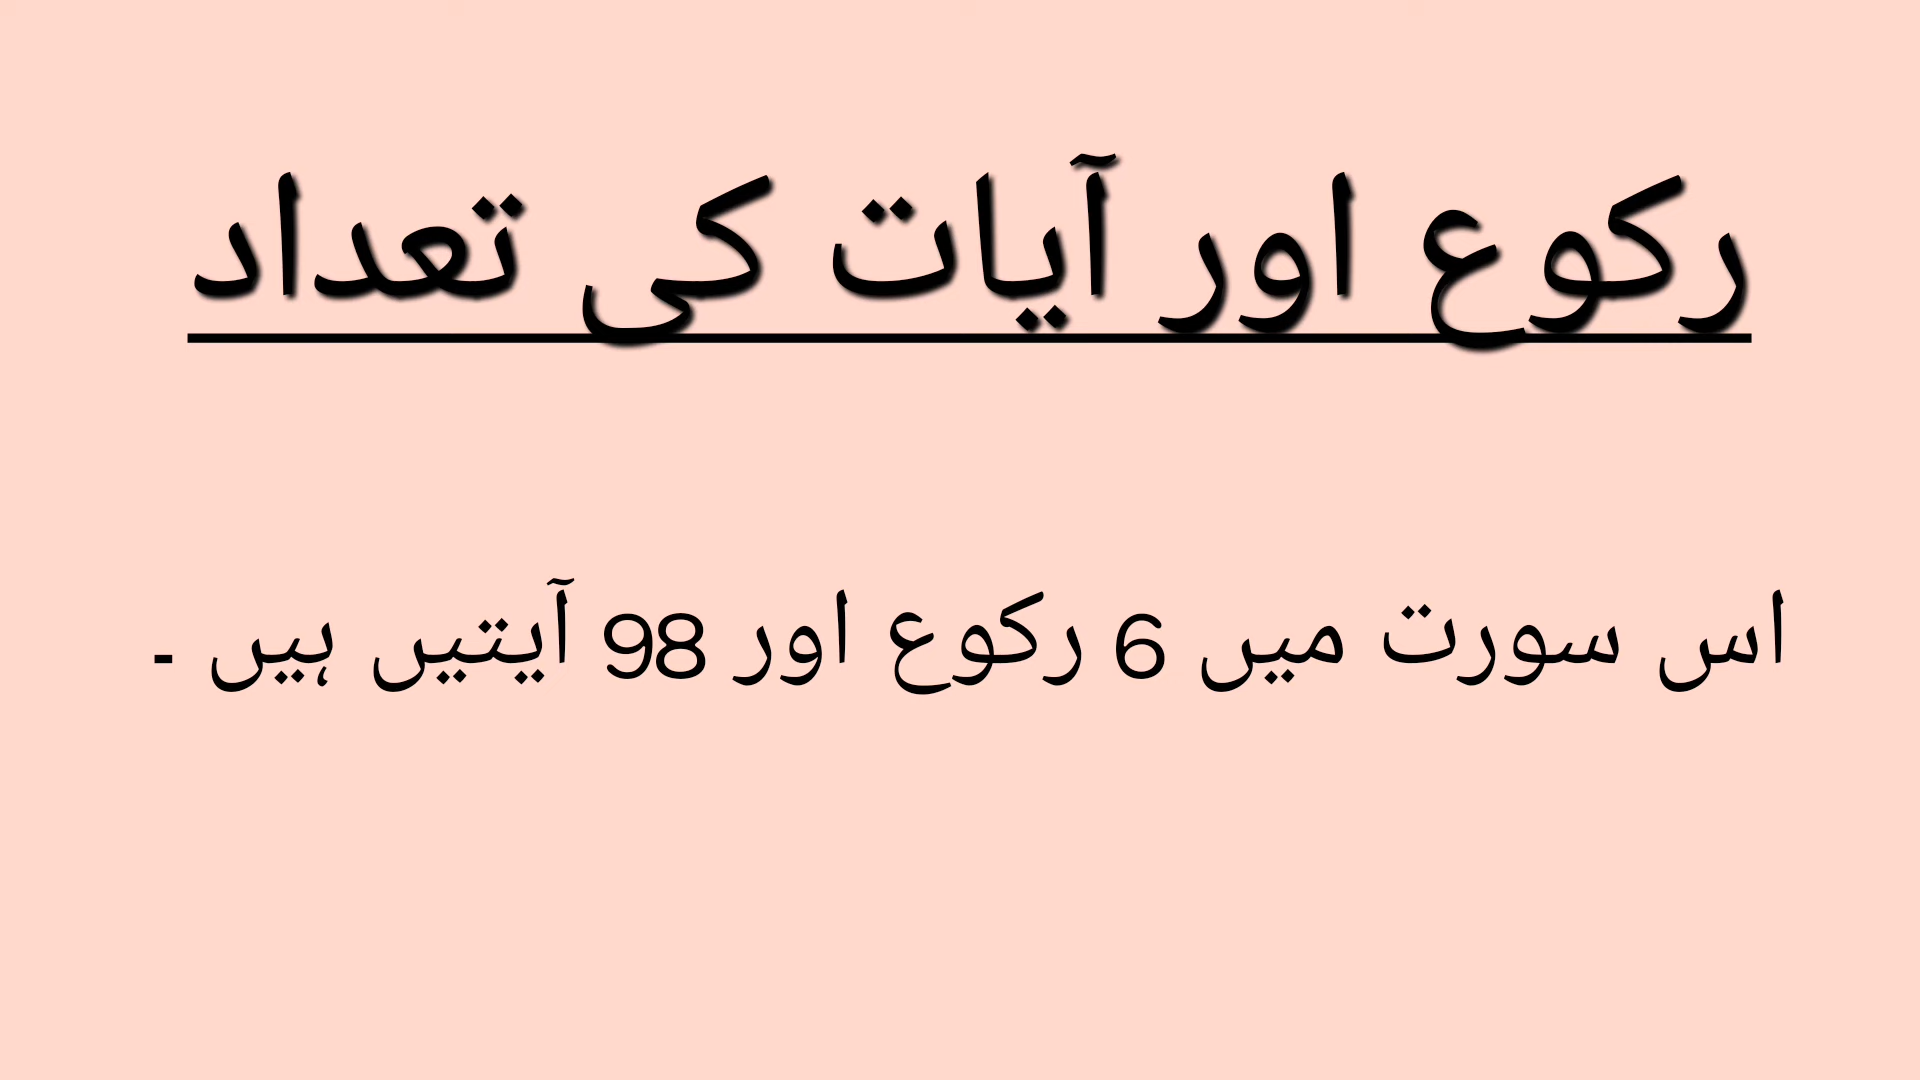 رکوع اور آیات کی تعداد
اس سورت میں 6 رکوع اور 98 آیتیں ہیں ۔